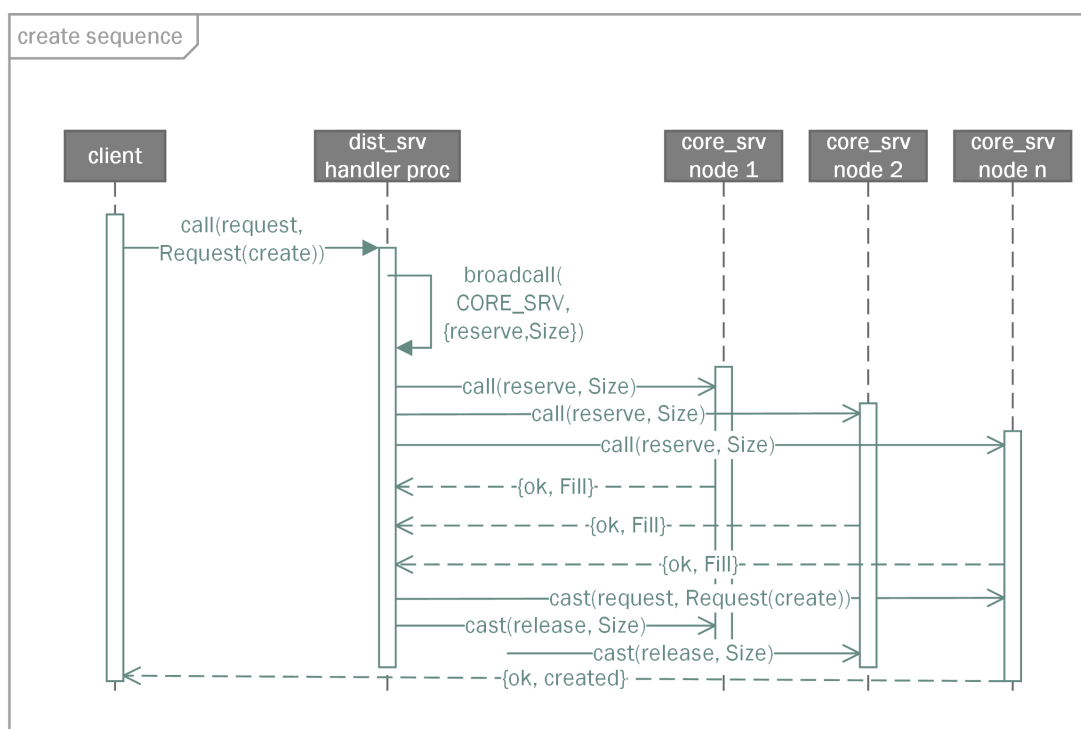 create sequence
client
dist_srv
handler proc
core_srv
node 1
core_srv
node 2
core_srv
node n
call(request,
Request(create))
broadcall(
CORE_SRV,
{reserve,Size})
call(reserve, Size)
call(reserve, Size)
call(reserve, Size)
{ok, Fill}
{ok, Fill}
{ok, Fill}
cast(request, Request(create))
cast(release, Size)
cast(release, Size)
{ok, created}